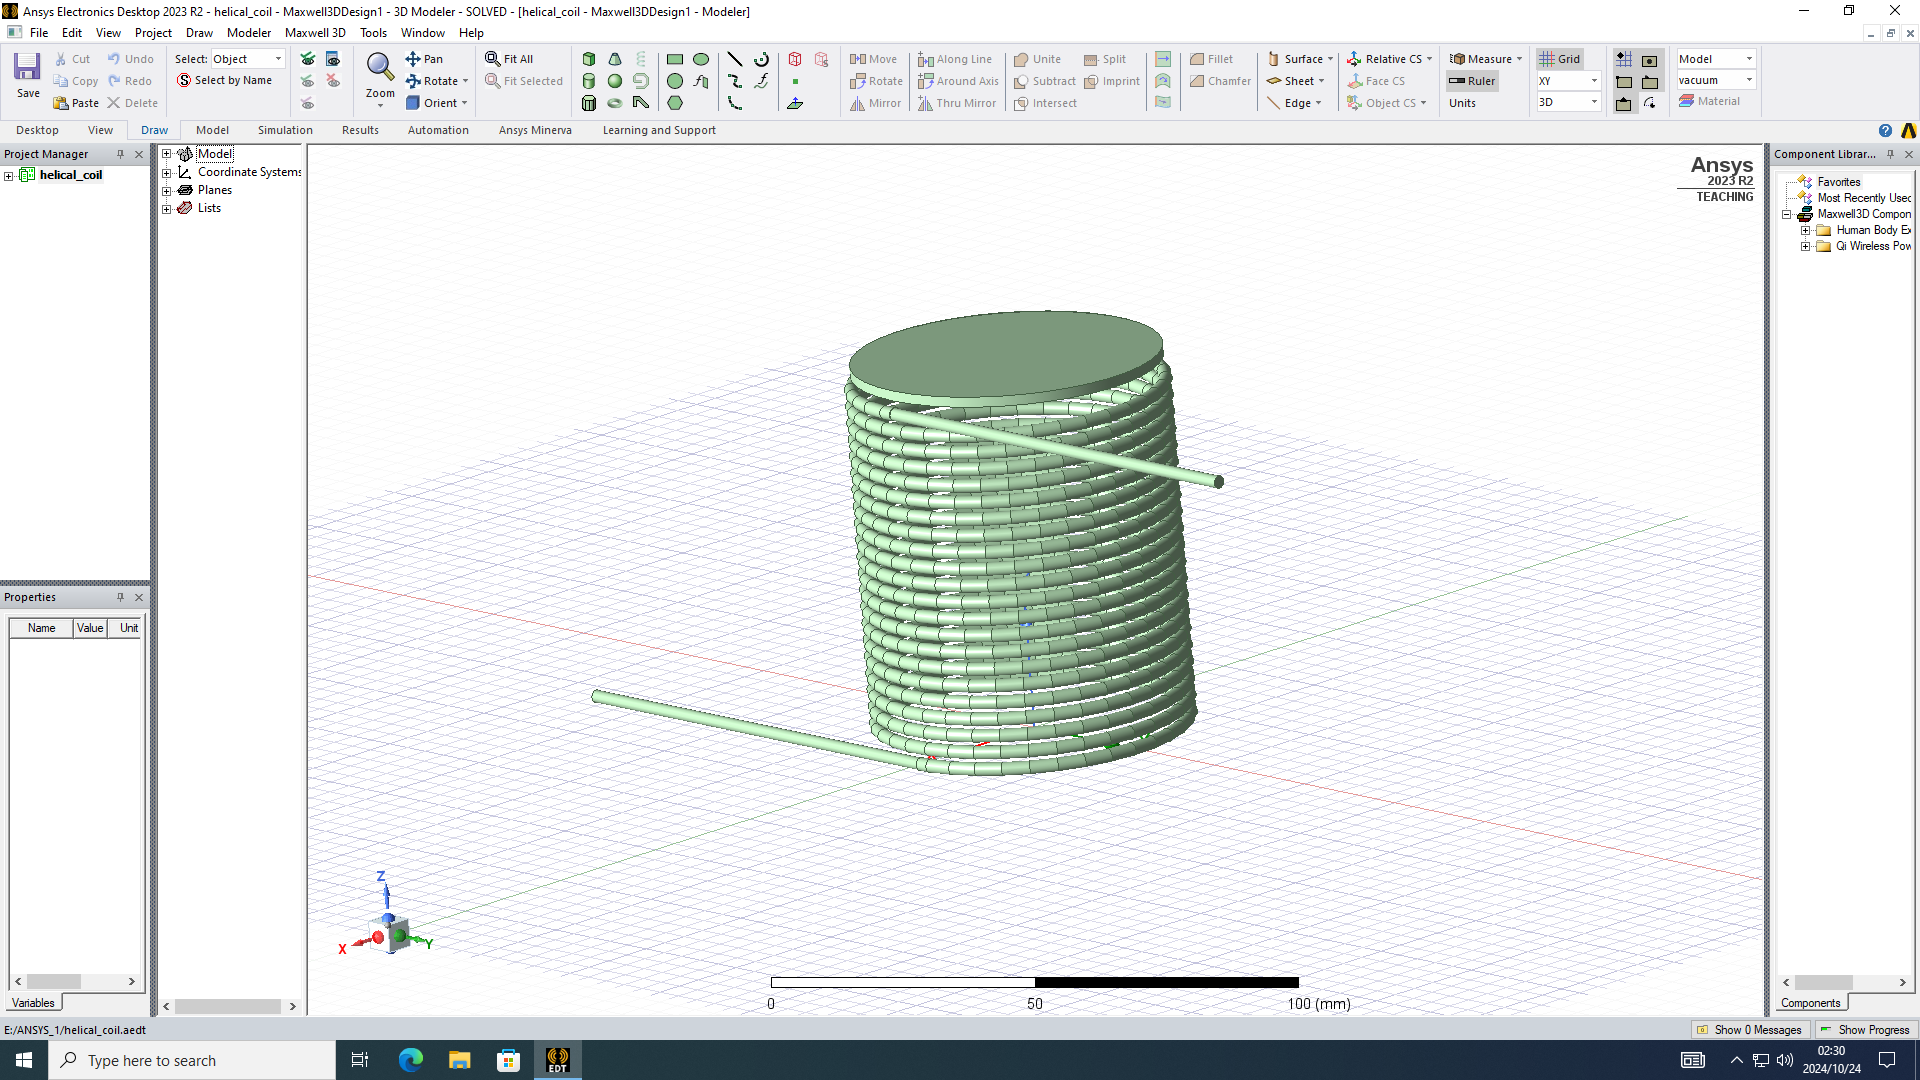 Ansys Electronics Desktop 2023 R2 - helical_coil - Maxwell3DDesign1 - 3D Modeler - SOLVED - [helical_coil - Maxwell3DDesign1 - Modeler]
File Edit View Project Draw Modeler Maxwell 3D Tools Window Help
Save
Cut
Copy
Paste
Undo
Redo
Delete
Select: Object
Select by Name
Zoom
Pan
Rotate
Orient
Fit All
Fit Selected
Move
Rotate
Mirror
Along Line
Around Axis
Thru Mirror
Unite
Subtract
Intersect
Split
Imprint
Fillet
Chamfer
Surface
Sheet
Edge
Relative CS
Face CS
Object CS
Measure
Ruler
Units
Grid
XY
3D
Model
vacuum
Material
Desktop View Draw Model Simulation Results Automation Ansys Minerva Learning and Support
Project Manager
helical_coil
Model
Coordinate Systems
Planes
Lists
Properties
Name Value Unit
Variables
Ansys
2023 R2
TEACHING
Z
X
Y
0 50 100 (mm)
Component Librar...
Favorites
Most Recently Used
Maxwell3D Compon
Human Body Ex
Qi Wireless Pow
Components
E:/ANSYS_1/helical_coil.aedt
Show 0 Messages
Show Progress
Type here to search
EDT
02:30
2024/10/24